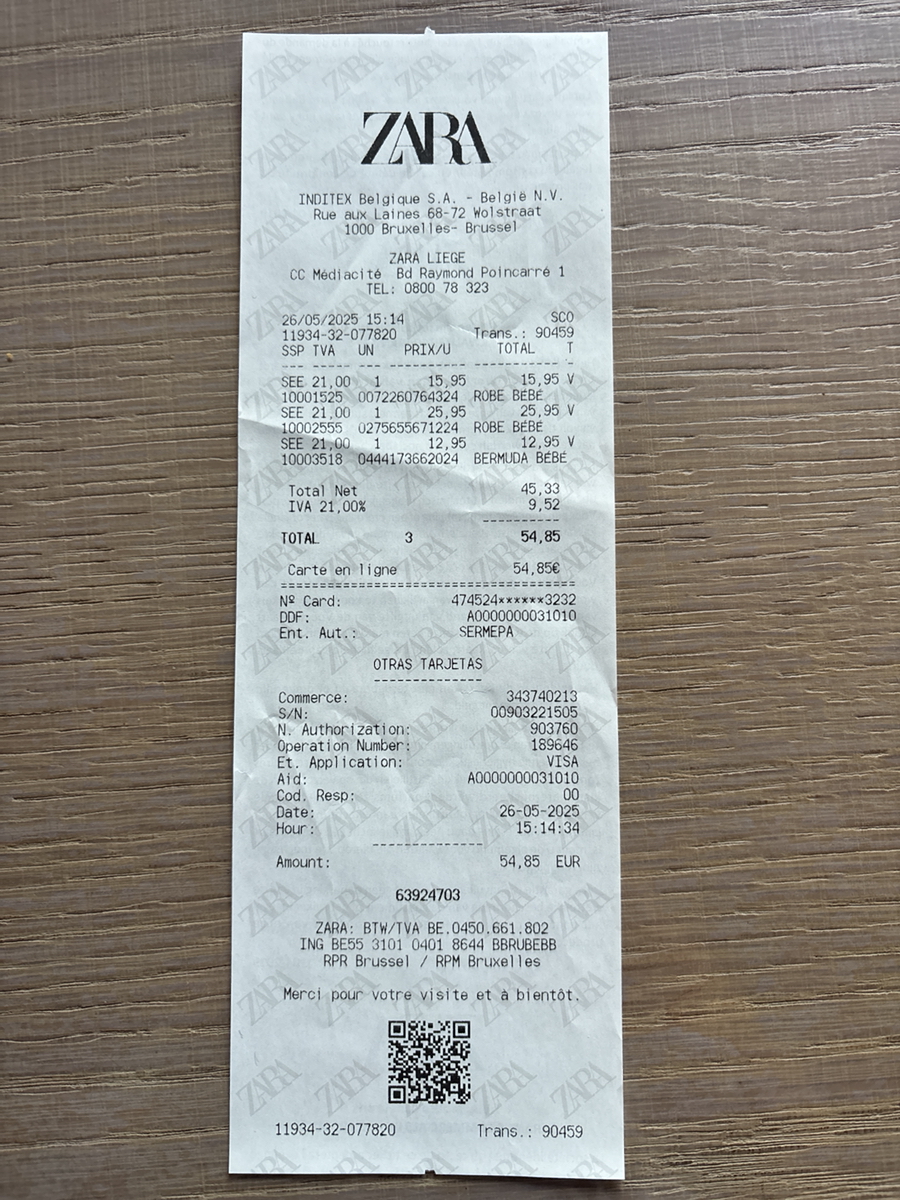 ZARA
INDITEX Belgique S.A. - België N.V.
Rue aux Laines 68-72 Wolstraat
1000 Bruxelles- Brussel
ZARA LIEGE
CC Médiacité Bd Raymond Poincarré 1
TEL: 0800 78 323
26/05/2025 15:14 SCO
11934-32-077820 Trans.: 90459
SSP TVA UN PRIX/U TOTAL T
SEE 21,00 1 15,95 15,95 V
10001525 0072260764324 ROBE BÉBÉ
SEE 21,00 1 25,95 25,95 V
10002555 0275655671224 ROBE BÉBÉ
SEE 21,00 1 12,95 12,95 V
10003518 0444173662024 BERMUDA BÉBÉ
Total Net 45,33
IVA 21,00% 9,52
TOTAL 3 54,85
Carte en ligne 54,85€
Nº Card: 474524******3232
DDF: A0000000031010
Ent. Aut.: SERMEPA
OTRAS TARJETAS
Commerce: 343740213
S/N: 00903221505
N. Authorization: 903760
Operation Number: 189646
Et. Application: VISA
Aid: A0000000031010
Cod. Resp: 00
Date: 26-05-2025
Hour: 15:14:34
Amount: 54,85 EUR
63924703
ZARA: BTW/TVA BE.0450.661.802
ING BE55 3101 0401 8644 BBRUBEBB
RPR Brussel / RPM Bruxelles
Merci pour votre visite et à bientôt.
11934-32-077820 Trans.: 90459